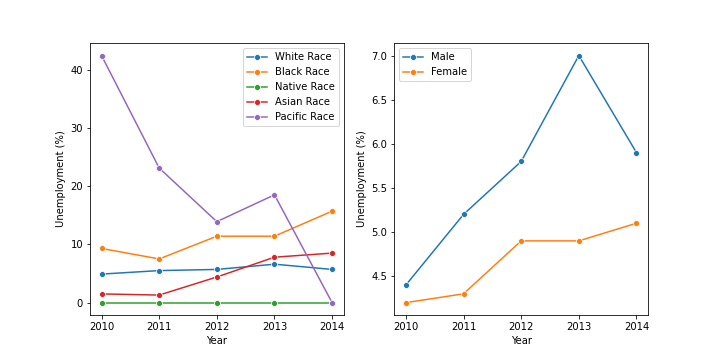 White Race
Black Race
Native Race
Asian Race
Pacific Race
40
30
20
10
0
Unemployment (%)
2010 2011 2012 2013 2014
Year
Male
Female
7.0
6.5
6.0
5.5
5.0
4.5
Unemployment (%)
2010 2011 2012 2013 2014
Year